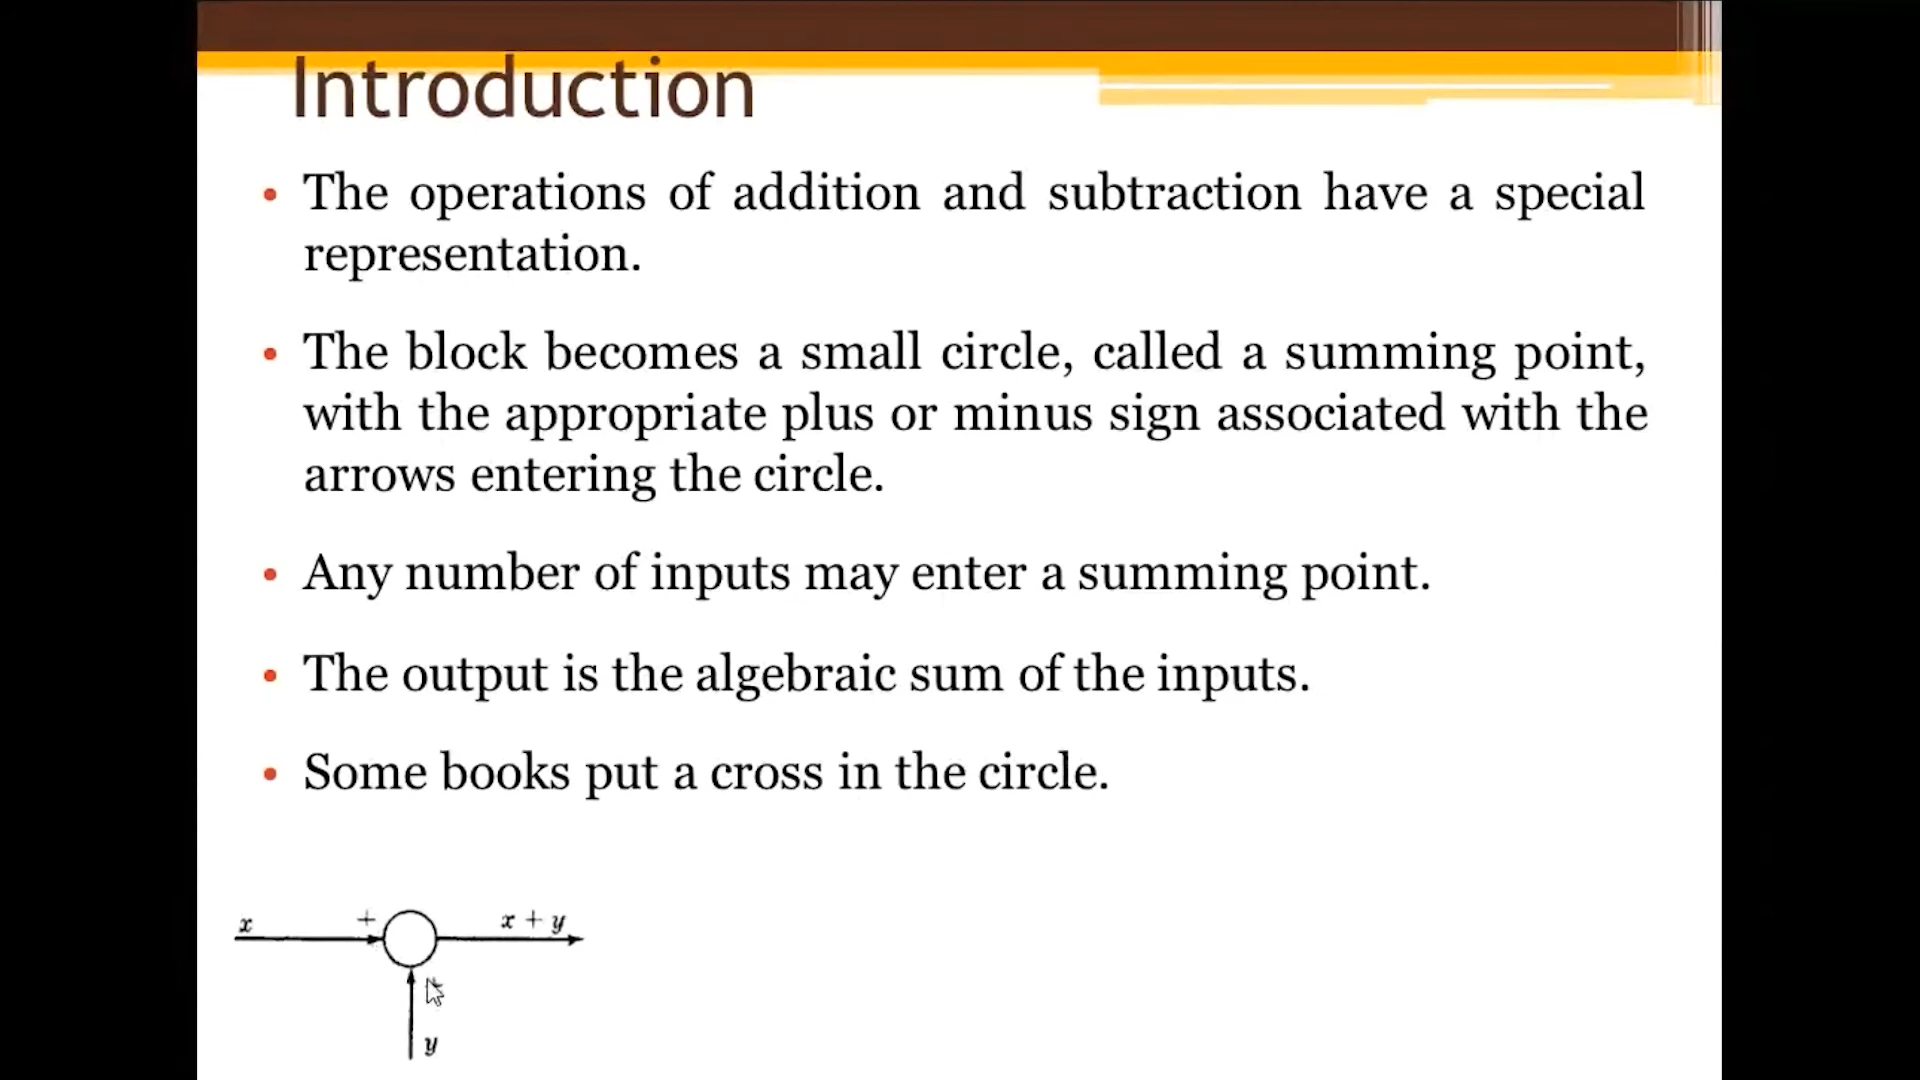 Introduction
• The operations of addition and subtraction have a special
representation.
• The block becomes a small circle, called a summing point,
with the appropriate plus or minus sign associated with the
arrows entering the circle.
• Any number of inputs may enter a summing point.
• The output is the algebraic sum of the inputs.
• Some books put a cross in the circle.
x + x + y
y